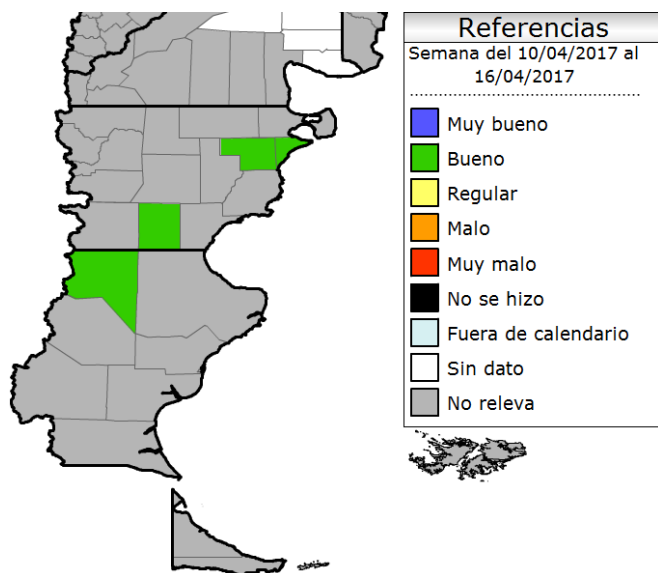 Referencias
Semana del 10/04/2017 al
16/04/2017
Muy bueno
Bueno
Regular
Malo
Muy malo
No se hizo
Fuera de calendario
Sin dato
No releva